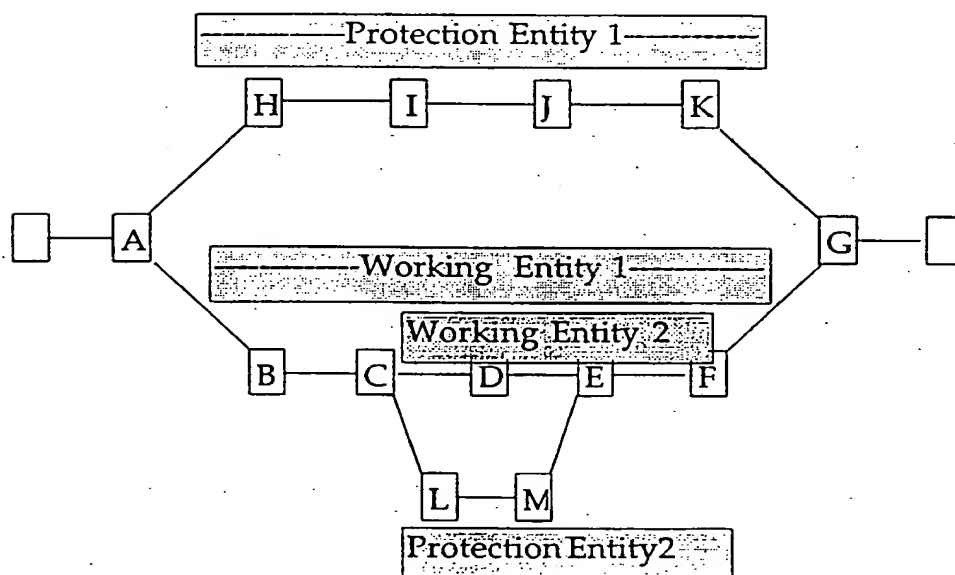 Protection Entity 1
H I J K
A G
Working Entity 1
Working Entity 2
B C D E F
L M
Protection Entity2